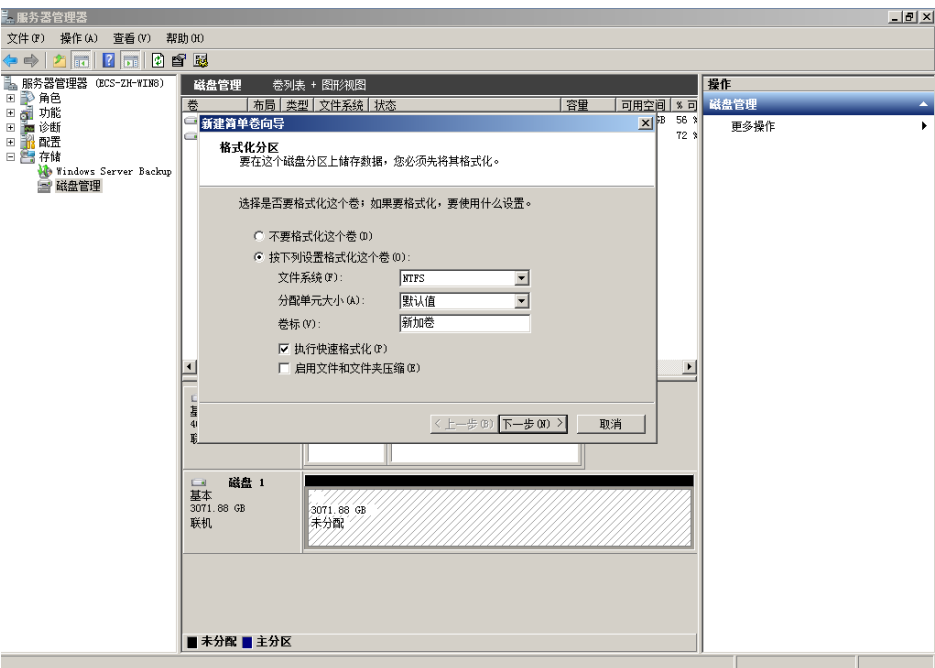 服务器管理器
文件(F) 操作(A) 查看(V) 帮助(H)
服务器管理器 (ECS-ZH-WIN8)
角色
功能
诊断
配置
存储
Windows Server Backup
磁盘管理
磁盘管理 卷列表 + 图形视图
卷 布局 类型 文件系统 状态 容量 可用空间 % 可
56 %
72 %
新建简单卷向导
格式化分区
要在这个磁盘分区上储存数据，您必须先将其格式化。
选择是否要格式化这个卷；如果要格式化，要使用什么设置。
不要格式化这个卷(D)
按下列设置格式化这个卷(O):
文件系统(F): NTFS
分配单元大小(A): 默认值
卷标(V): 新加卷
执行快速格式化(P)
启用文件和文件夹压缩(E)
< 上一步(B) 下一步(N) > 取消
磁盘 1
基本
3071.88 GB
联机
3071.88 GB
未分配
未分配 主分区
操作
磁盘管理
更多操作